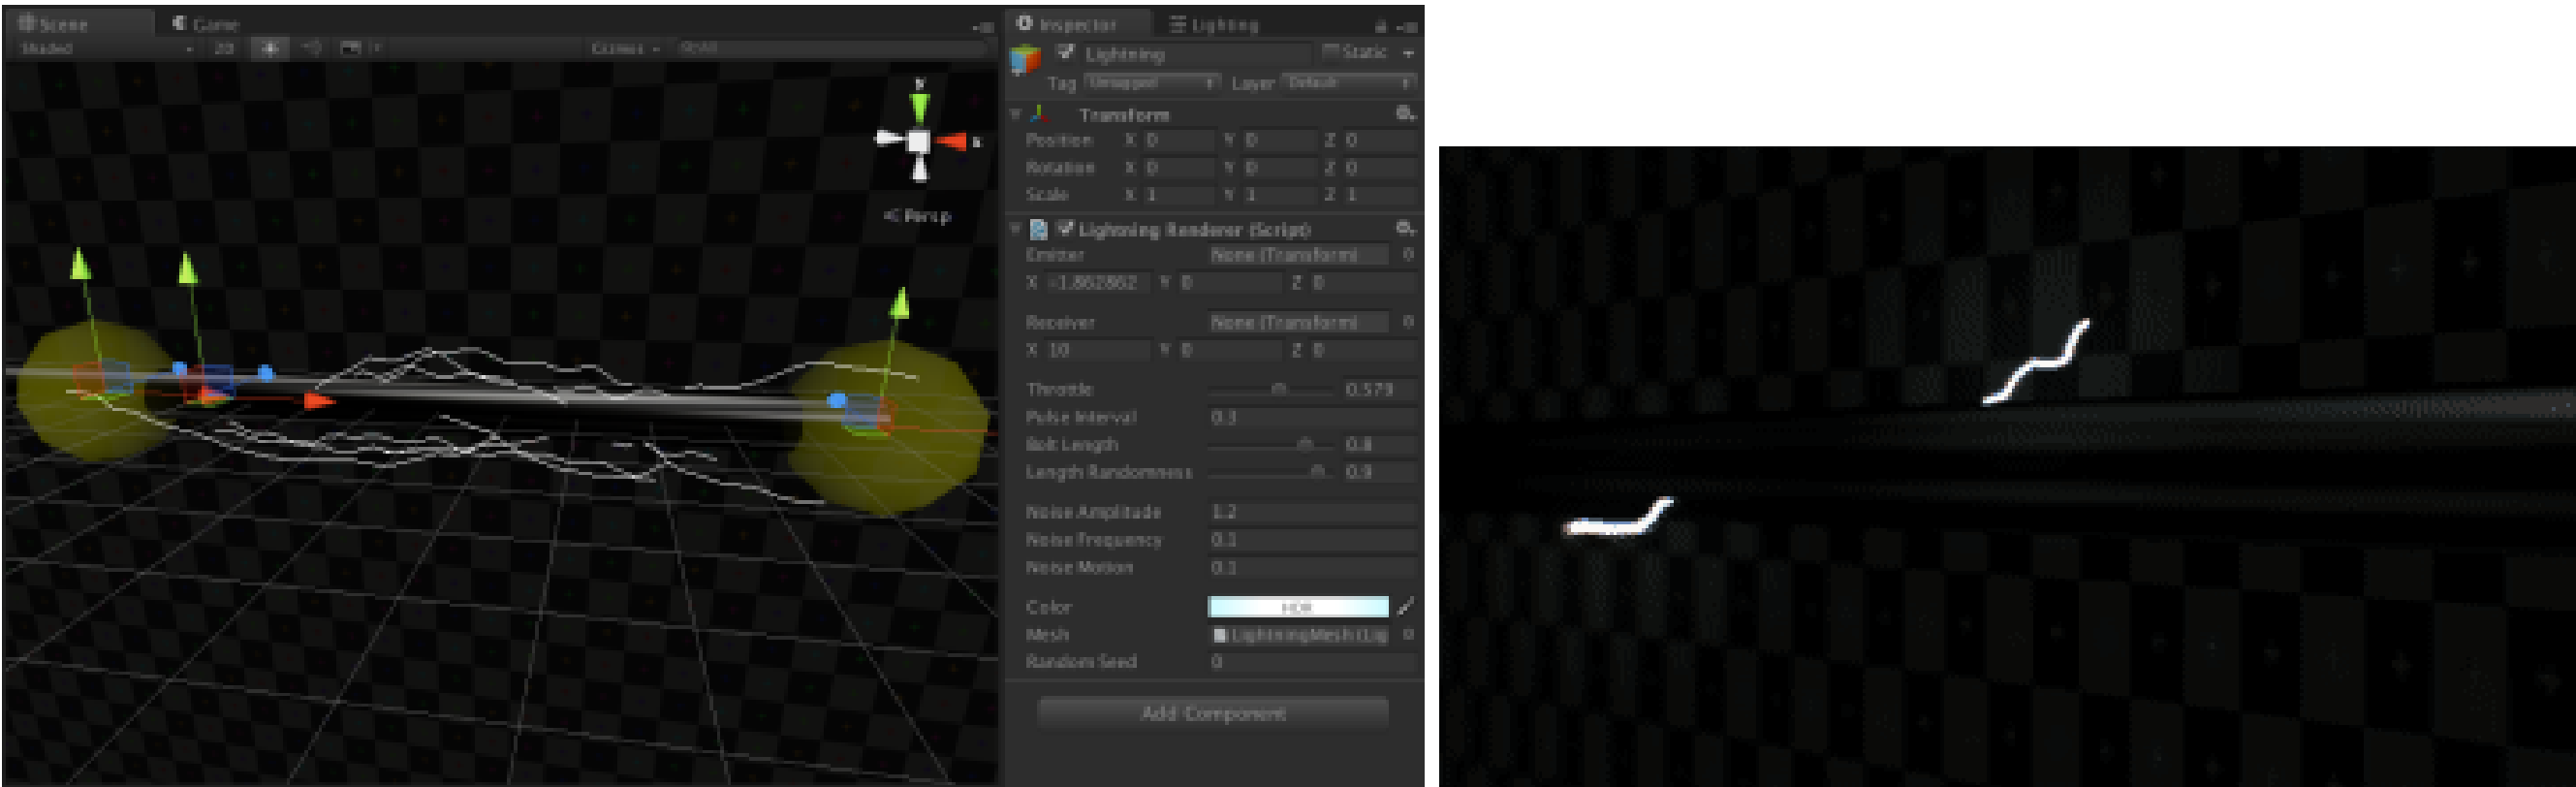 Scene Game
Shaded 2D Gizmos
y
x
Persp
Inspector Lighting
Lightning Static
Tag Untagged Layer Default
Transform
Position X 0 Y 0 Z 0
Rotation X 0 Y 0 Z 0
Scale X 1 Y 1 Z 1
Lightning Renderer (Script)
Emitter None (Transform)
X -1.862862 Y 0 Z 0
Receiver None (Transform)
X 10 Y 0 Z 0
Throttle 0.579
Pulse Interval 0.3
Bolt Length 0.8
Length Randomness 0.9
Noise Amplitude 1.2
Noise Frequency 0.1
Noise Motion 0.1
Color HDR
Mesh LightningMesh (Lig
Random Seed 0
Add Component